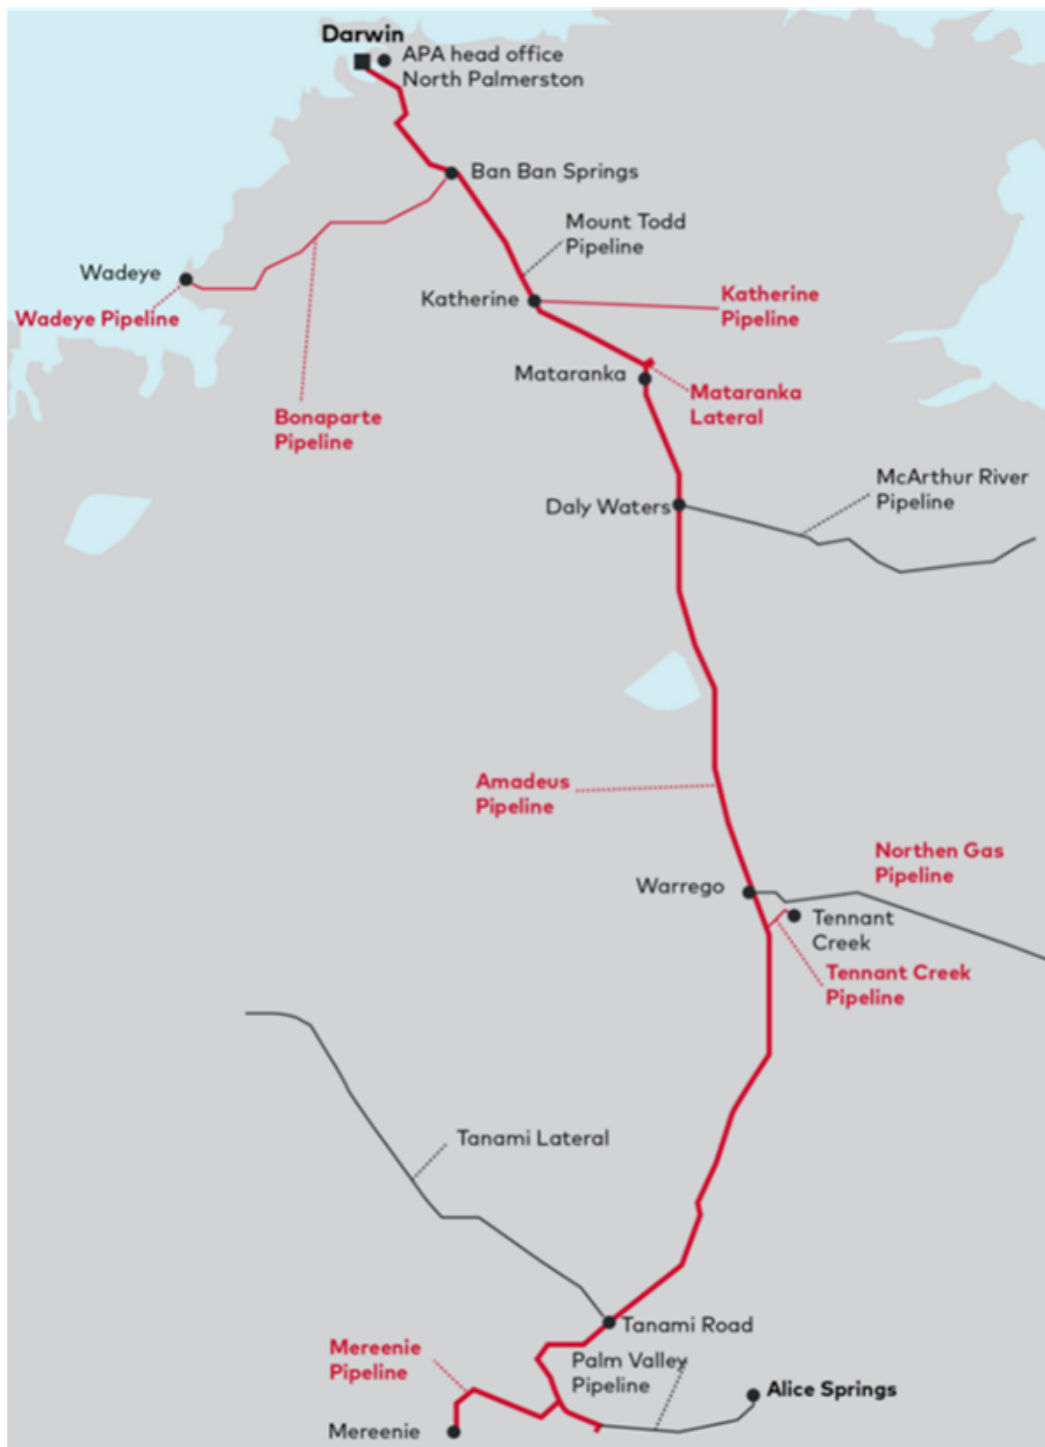 Darwin
APA head office
North Palmerston
Ban Ban Springs
Mount Todd
Pipeline
Wadeye
Wadeye Pipeline
Katherine
Katherine
Pipeline
Mataranka
Mataranka
Lateral
Bonaparte
Pipeline
McArthur River
Pipeline
Daly Waters
Amadeus
Pipeline
Northen Gas
Pipeline
Warrego
Tennant
Creek
Tennant Creek
Pipeline
Tanami Lateral
Tanami Road
Mereenie
Pipeline
Palm Valley
Pipeline
Alice Springs
Mereenie